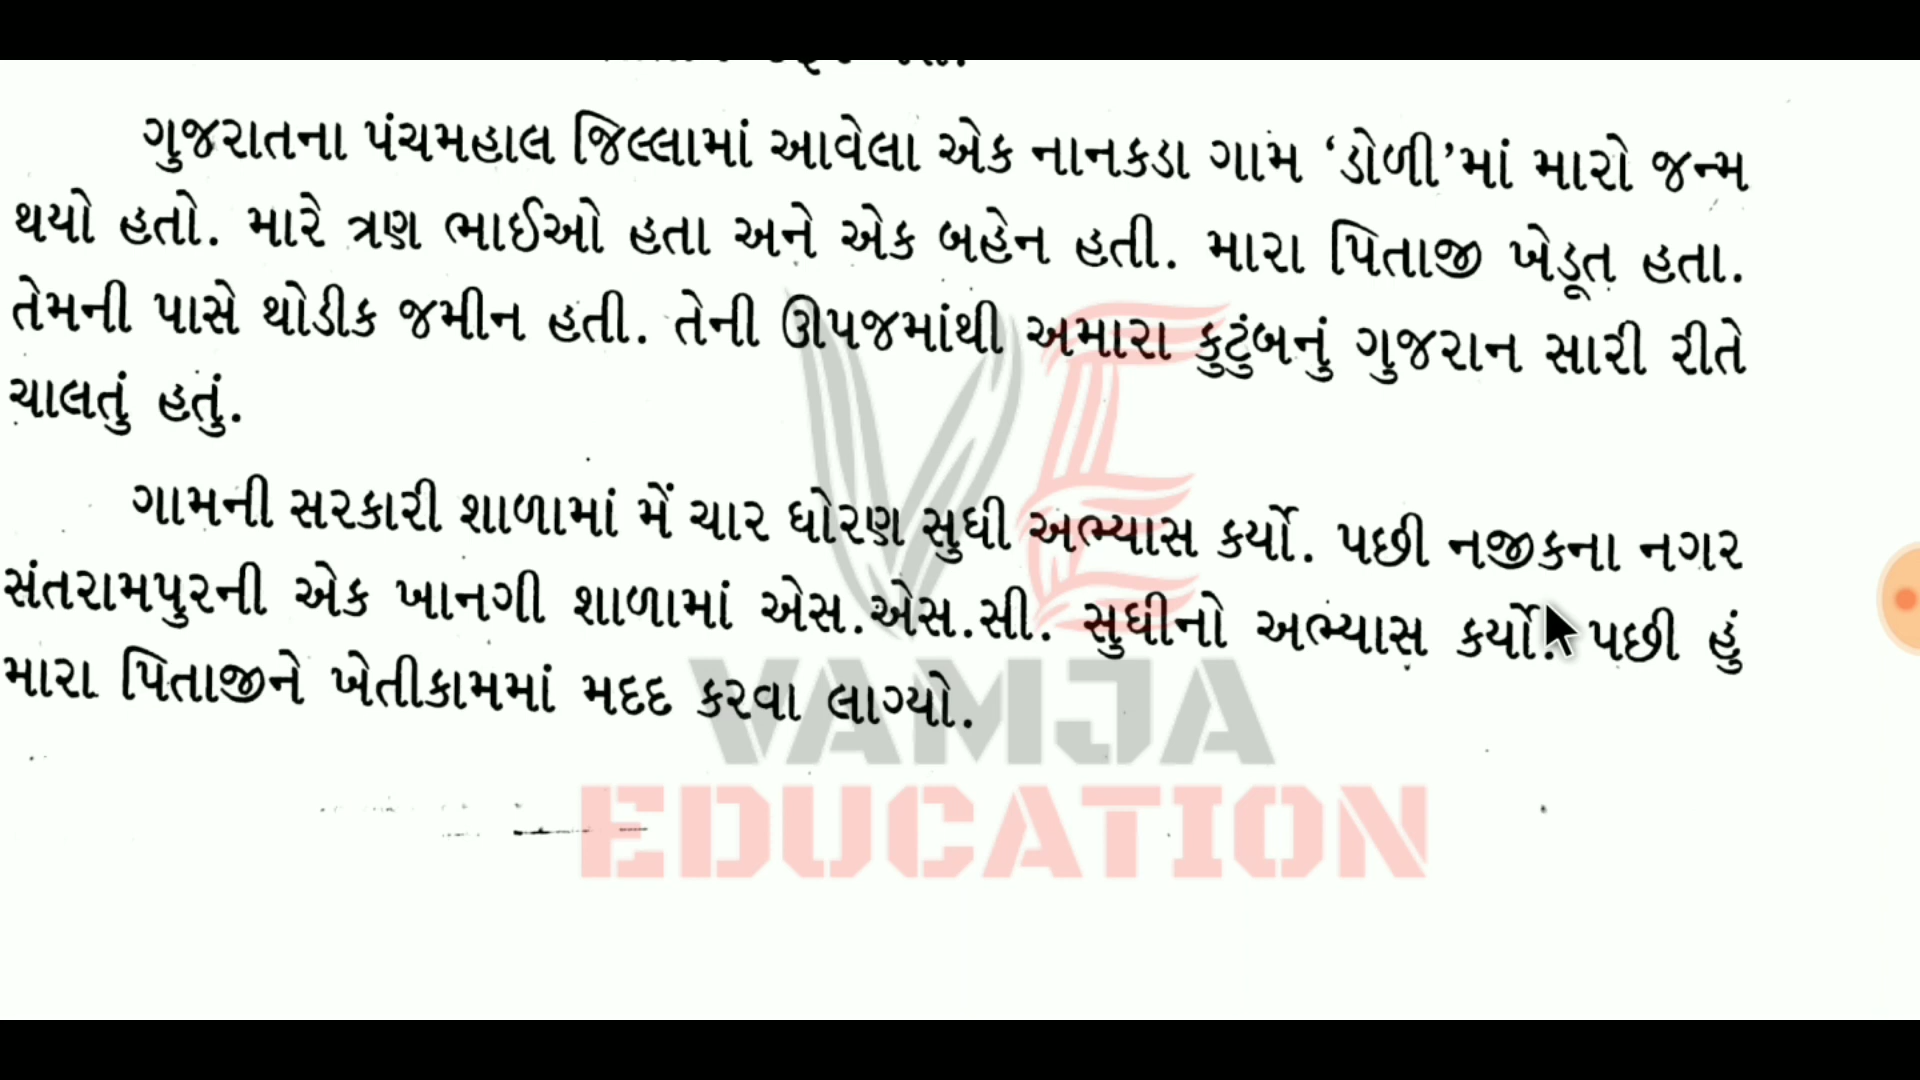 ગુજરાતના પંચમહાલ જિલ્લામાં આવેલા એક નાનકડા ગામ ‘ડોળી’માં મારો જન્મ
થયો હતો. મારે ત્રણ ભાઈઓ હતા અને એક બહેન હતી. મારા પિતાજી ખેડૂત હતા.
તેમની પાસે થોડીક જમીન હતી. તેની ઊપજમાંથી અમારા કુટુંબનું ગુજરાન સારી રીતે
ચાલતું હતું.
ગામની સરકારી શાળામાં મેં ચાર ધોરણ સુધી અભ્યાસ કર્યો. પછી નજીકના નગર
સંતરામપુરની એક ખાનગી શાળામાં એસ.એસ.સી. સુધીનો અભ્યાસ કર્યો. પછી હું
મારા પિતાજીને ખેતીકામમાં મદદ કરવા લાગ્યો.
VE
VAMJA
EDUCATION